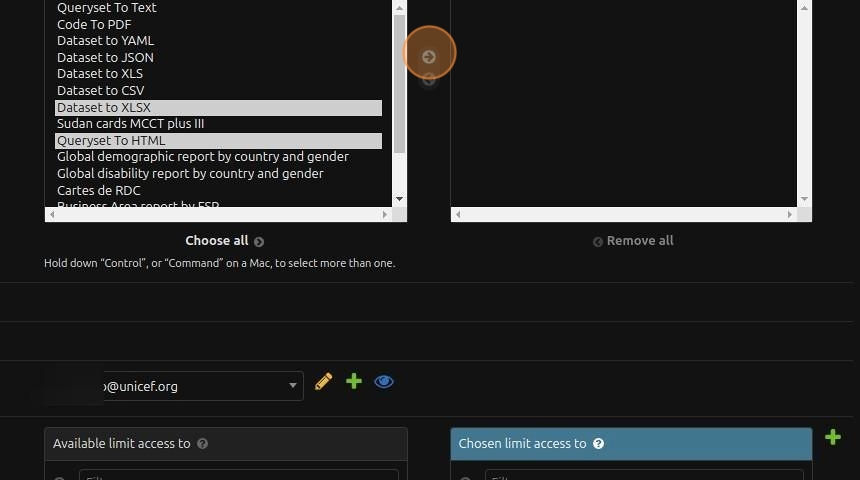 Queryset To Text
Code To PDF
Dataset to YAML
Dataset to JSON
Dataset to XLS
Dataset to CSV
Dataset to XLSX
Sudan cards MCCT plus III
Queryset To HTML
Global demographic report by country and gender
Global disability report by country and gender
Cartes de RDC
Business Area report by FSP
Choose all
Remove all
Hold down “Control”, or “Command” on a Mac, to select more than one.
@unicef.org
Available limit access to
Chosen limit access to